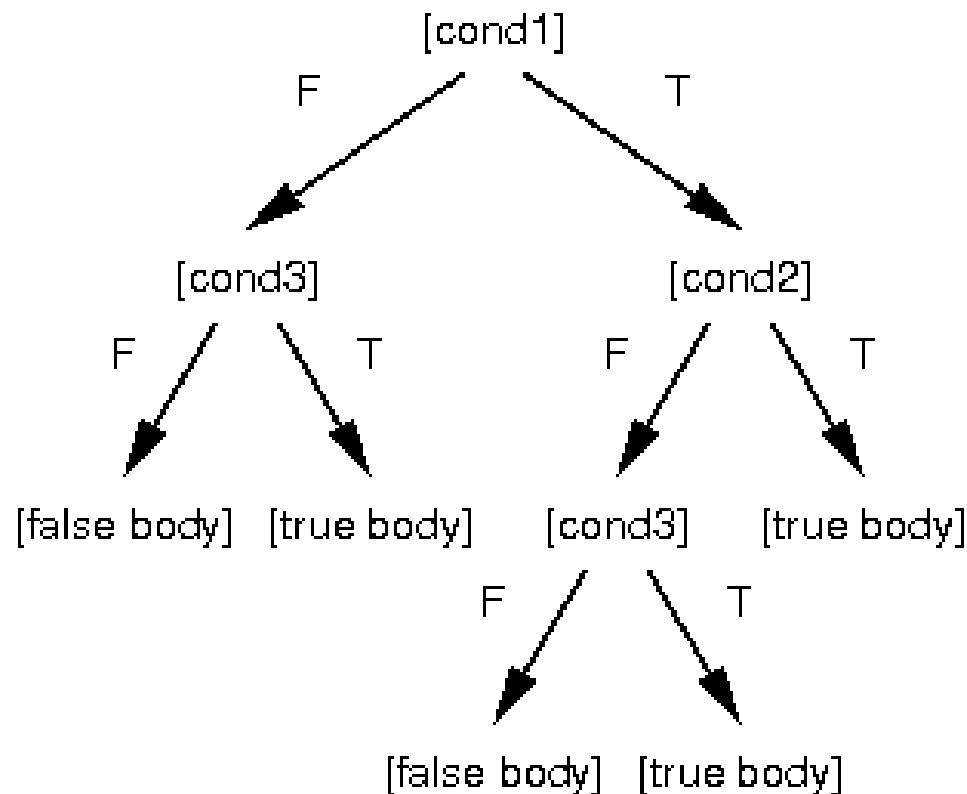 [cond1]
F T
[cond3] [cond2]
F T F T
[false body] [true body] [cond3] [true body]
F T
[false body] [true body]